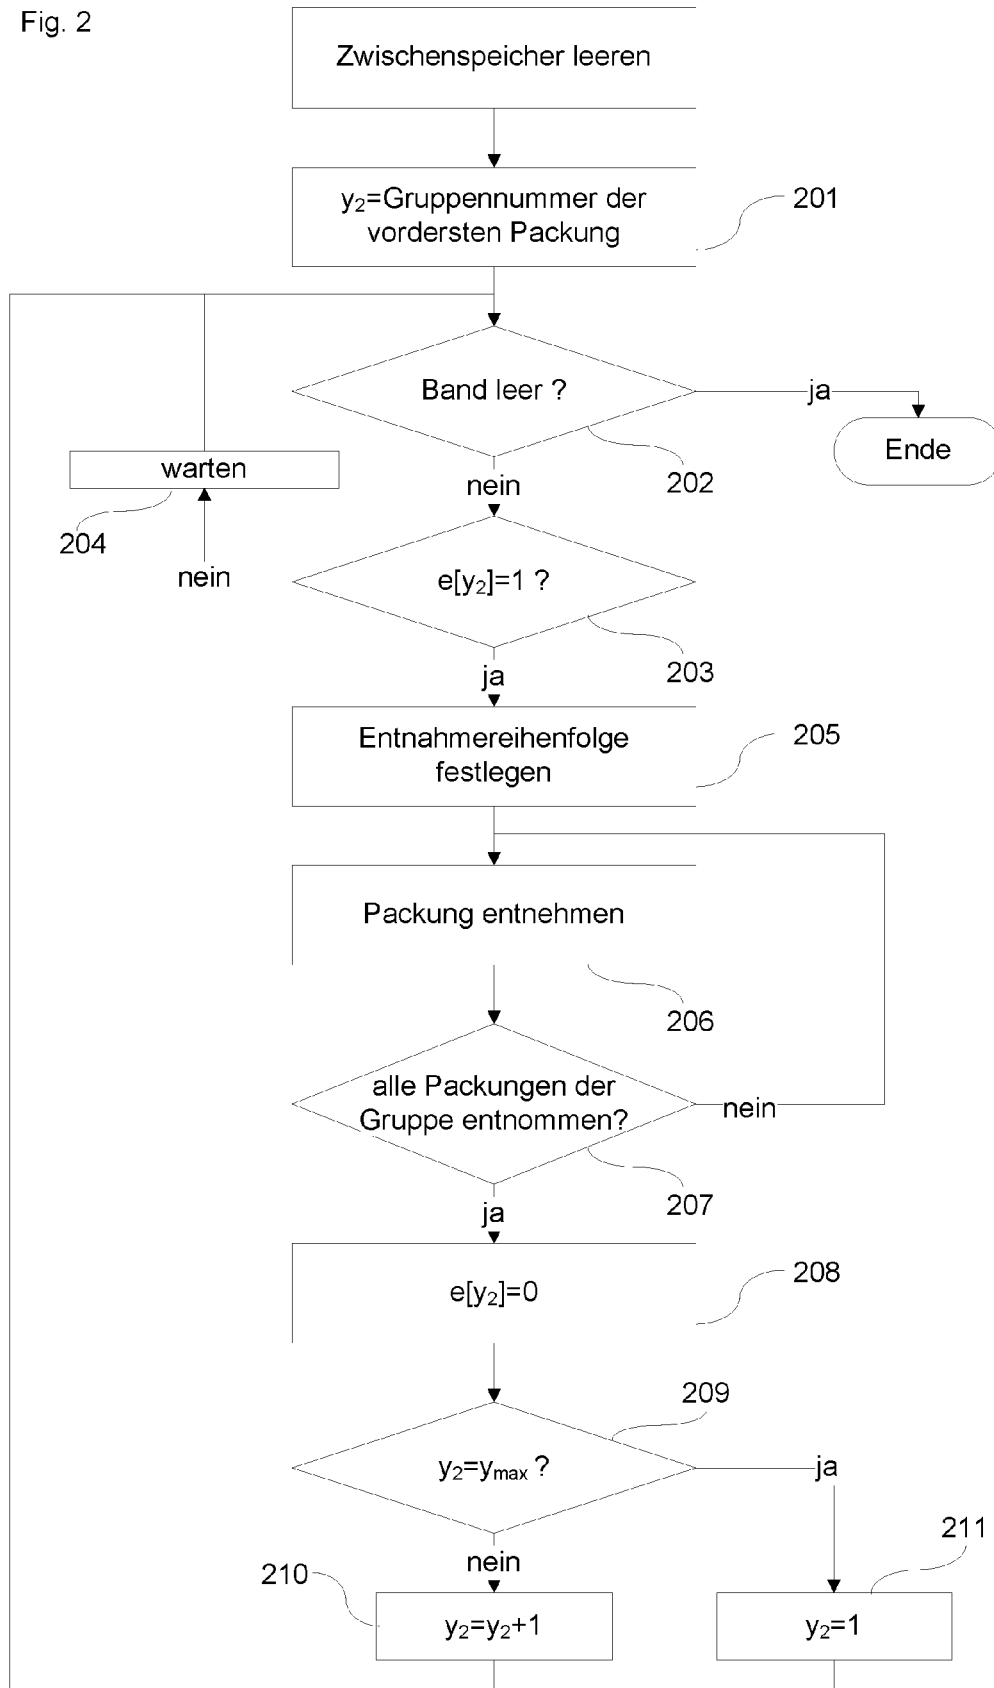 Fig. 2
Zwischenspeicher leeren
y₂=Gruppennummer der
vordersten Packung
201
Band leer ?
ja
Ende
202
nein
warten
204
nein
e[y₂]=1 ?
203
ja
Entnahmereihenfolge
festlegen
205
Packung entnehmen
206
alle Packungen der
Gruppe entnommen?
nein
207
ja
e[y₂]=0
208
209
y₂=ymax ?
ja
nein
210
211
y₂=y₂+1
y₂=1